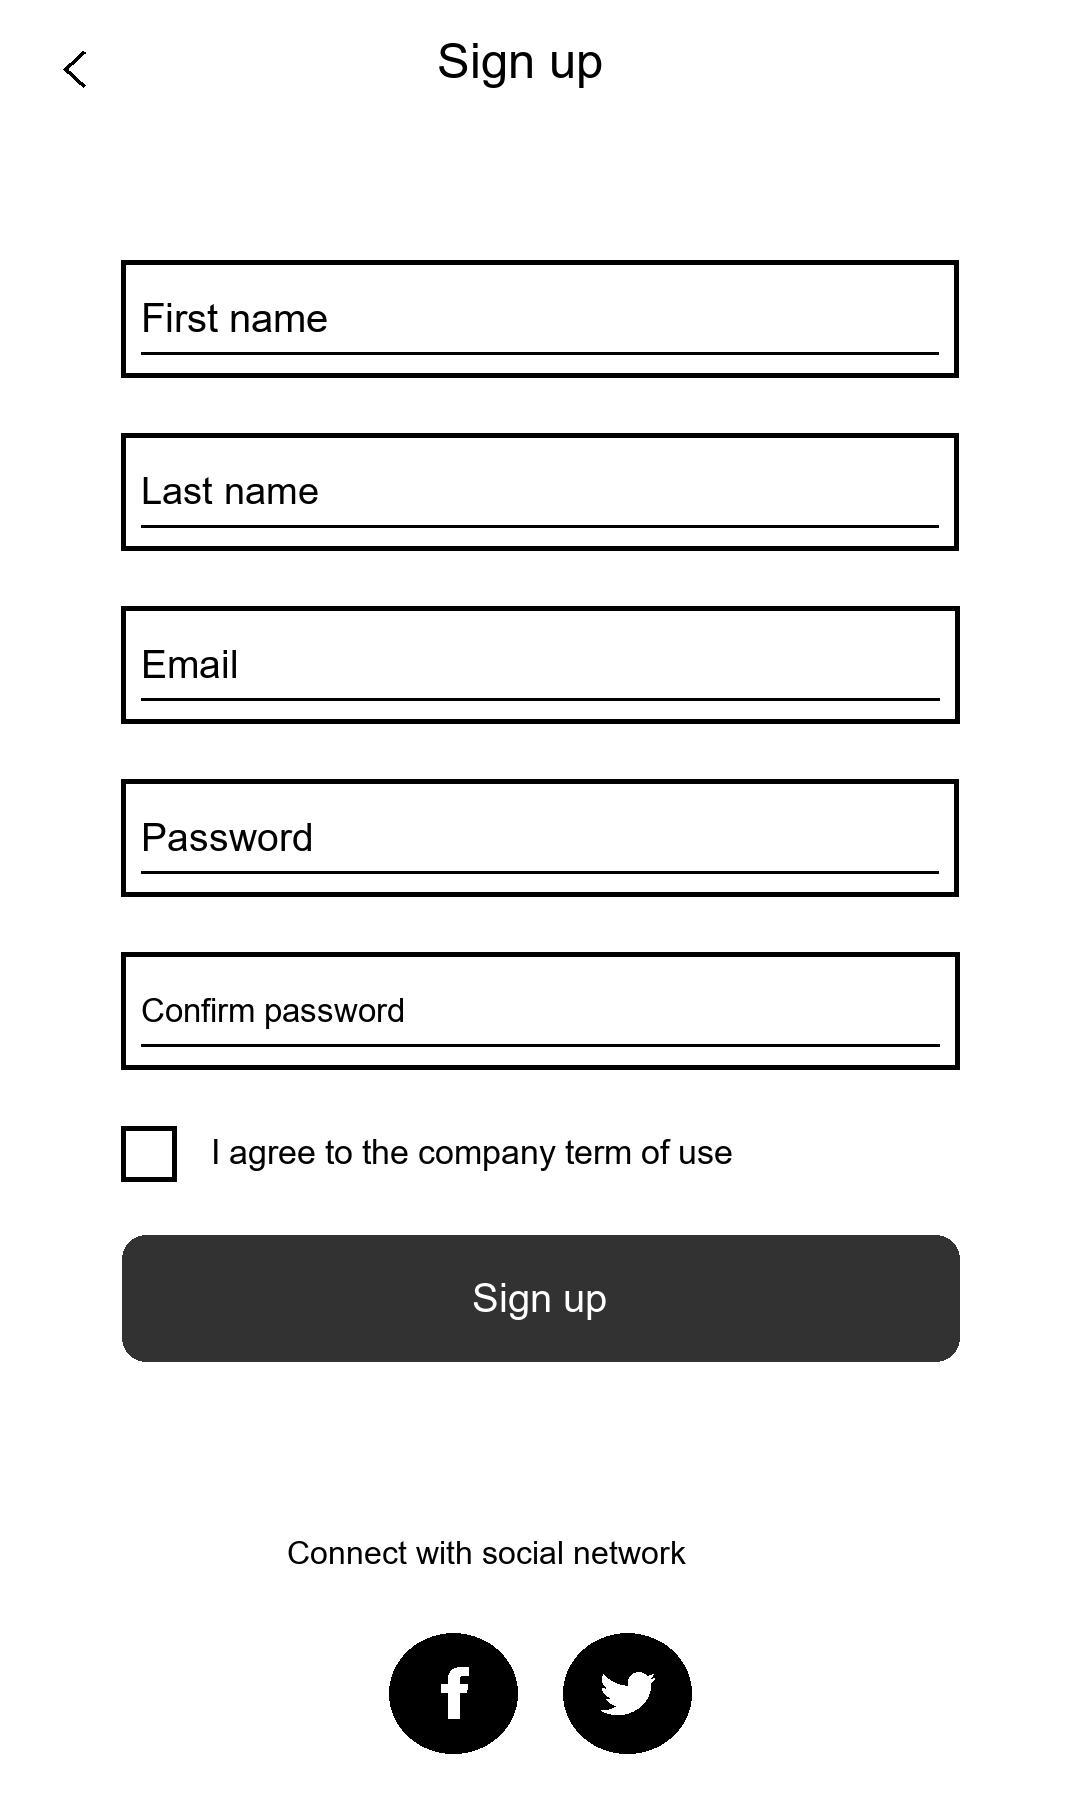 Sign up
First name
Last name
Email
Password
Confirm password
I agree to the company term of use
Sign up
Connect with social network